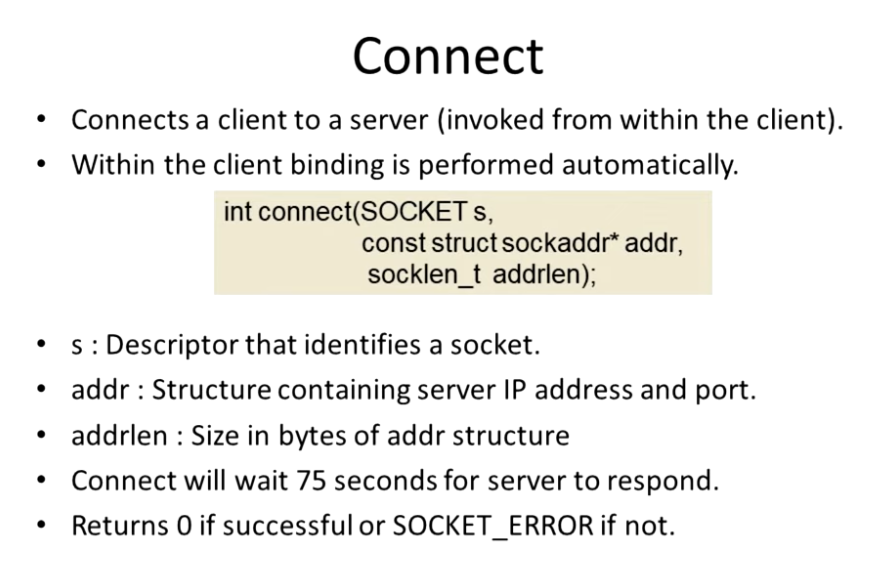 Connect
• Connects a client to a server (invoked from within the client).
• Within the client binding is performed automatically.
int connect(SOCKET s,
const struct sockaddr* addr,
socklen_t addrlen);
• s : Descriptor that identifies a socket.
• addr : Structure containing server IP address and port.
• addrlen : Size in bytes of addr structure
• Connect will wait 75 seconds for server to respond.
• Returns 0 if successful or SOCKET_ERROR if not.